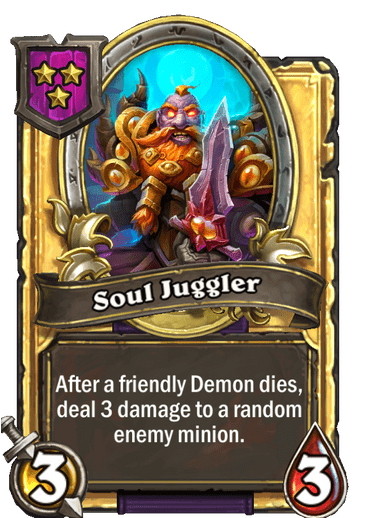 Soul Juggler
After a friendly Demon dies,
deal 3 damage to a random
enemy minion.
3 3